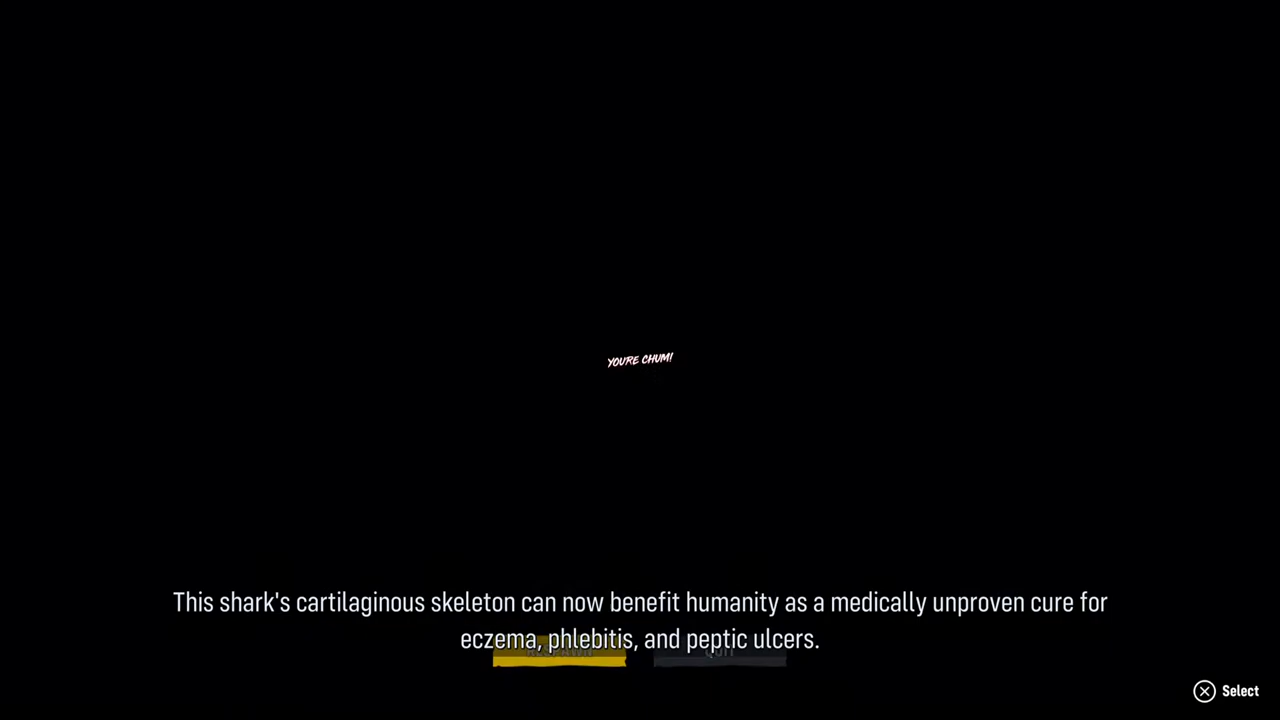 YOU'RE CHUM!
This shark's cartilaginous skeleton can now benefit humanity as a medically unproven cure for
eczema, phlebitis, and peptic ulcers.
QUIT
Select